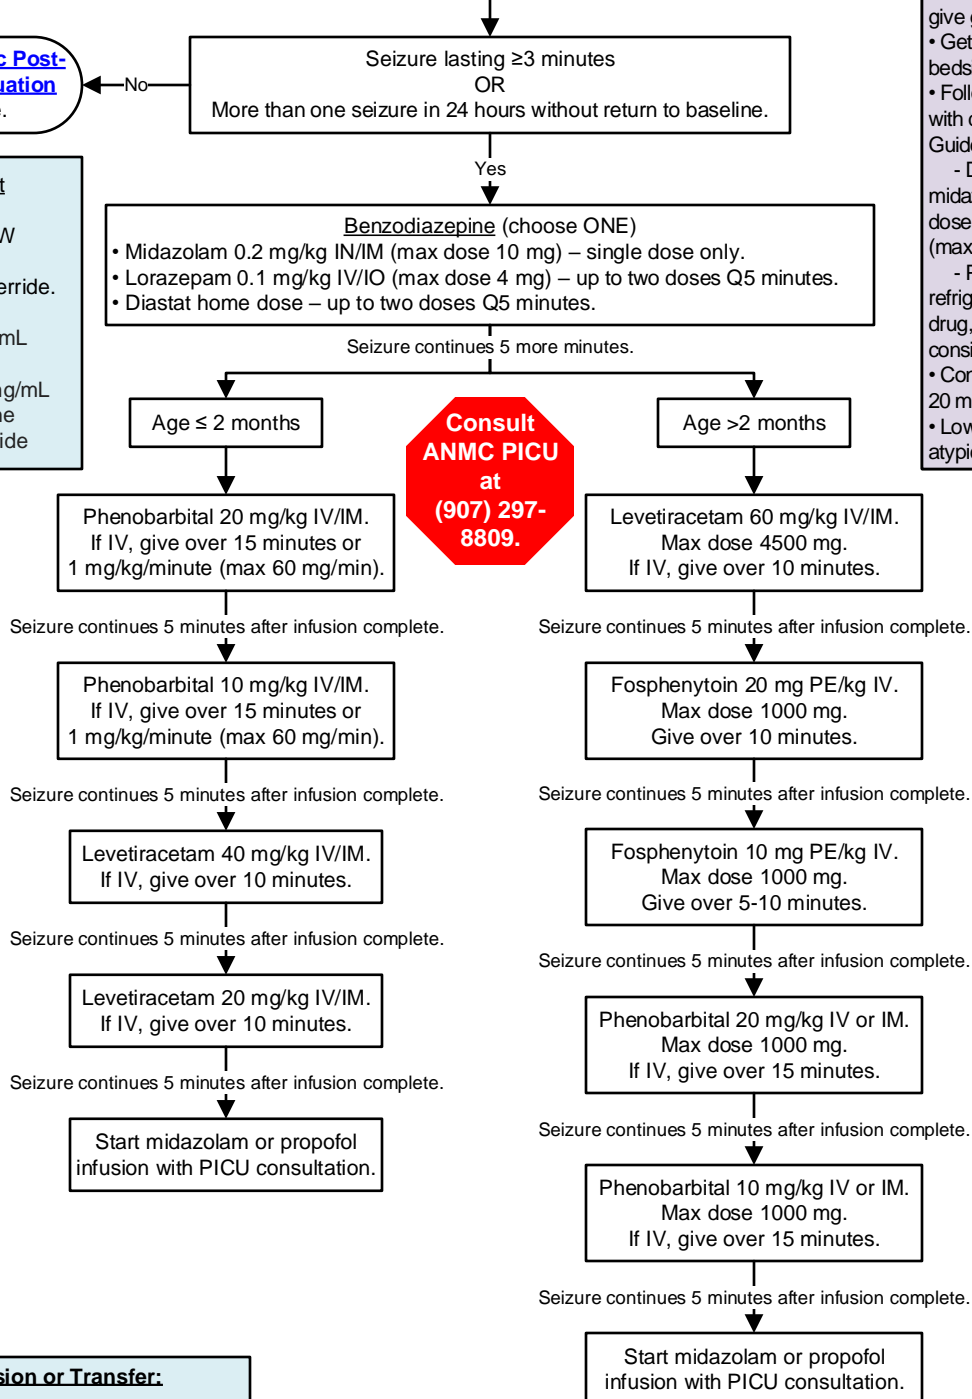 Seizure lasting ≥3 minutes
OR
More than one seizure in 24 hours without return to baseline.
No
Post-
Yes
Benzodiazepine (choose ONE)
• Midazolam 0.2 mg/kg IN/IM (max dose 10 mg) – single dose only.
• Lorazepam 0.1 mg/kg IV/IO (max dose 4 mg) – up to two doses Q5 minutes.
• Diastat home dose – up to two doses Q5 minutes.
Seizure continues 5 more minutes.
Age ≤ 2 months
Consult
ANMC PICU
at
(907) 297-
8809.
Age >2 months
Phenobarbital 20 mg/kg IV/IM.
If IV, give over 15 minutes or
1 mg/kg/minute (max 60 mg/min).
Seizure continues 5 minutes after infusion complete.
Phenobarbital 10 mg/kg IV/IM.
If IV, give over 15 minutes or
1 mg/kg/minute (max 60 mg/min).
Seizure continues 5 minutes after infusion complete.
Levetiracetam 40 mg/kg IV/IM.
If IV, give over 10 minutes.
Seizure continues 5 minutes after infusion complete.
Levetiracetam 20 mg/kg IV/IM.
If IV, give over 10 minutes.
Seizure continues 5 minutes after infusion complete.
Start midazolam or propofol
infusion with PICU consultation.
Levetiracetam 60 mg/kg IV/IM.
Max dose 4500 mg.
If IV, give over 10 minutes.
Seizure continues 5 minutes after infusion complete.
Fosphenytoin 20 mg PE/kg IV.
Max dose 1000 mg.
Give over 10 minutes.
Seizure continues 5 minutes after infusion complete.
Fosphenytoin 10 mg PE/kg IV.
Max dose 1000 mg.
Give over 5-10 minutes.
Seizure continues 5 minutes after infusion complete.
Phenobarbital 20 mg/kg IV or IM.
Max dose 1000 mg.
If IV, give over 15 minutes.
Seizure continues 5 minutes after infusion complete.
Phenobarbital 10 mg/kg IV or IM.
Max dose 1000 mg.
If IV, give over 15 minutes.
Seizure continues 5 minutes after infusion complete.
Start midazolam or propofol
infusion with PICU consultation.
give
• Get
• 
with
- 
dose
(max
- 
drug,
• 
20
• Low
or Transfer: